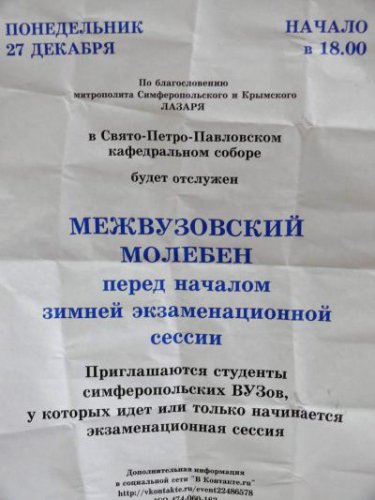 ПОНЕДЕЛЬНИК НАЧАЛО
27 ДЕКАБРЯ в 18.00
По благословению
митрополита Симферопольского и Крымского
ЛАЗАРЯ
в Свято-Петро-Павловском
кафедральном соборе
будет отслужен
МЕЖВУЗОВСКИЙ
МОЛЕБЕН
перед началом
зимней экзаменационной
сессии
Приглашаются студенты
симферопольских ВУЗов,
у которых идет или только начинается
экзаменационная сессия
Дополнительная информация
в социальной сети "В Контакте.ru"
http://vkontakte.ru/event22486578